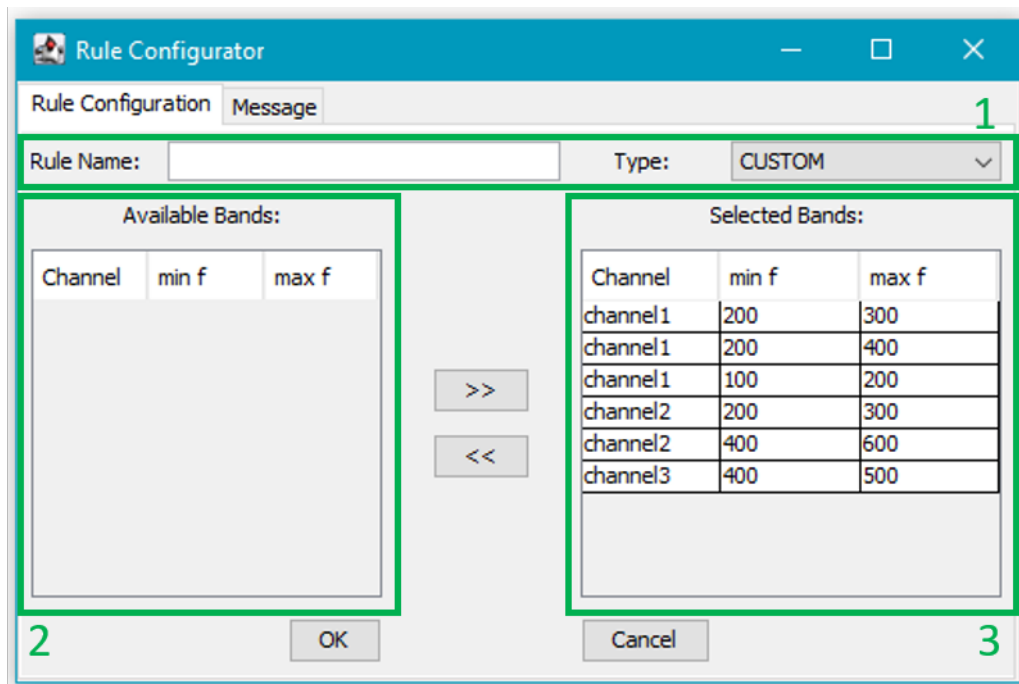 Rule Configurator
Rule Configuration Message
1
Rule Name: Type: CUSTOM
Available Bands: Selected Bands:
Channel min f max f Channel min f max f
channel1 200 300
channel1 200 400
channel1 100 200
>>
channel2 200 300
channel2 400 600
<<
channel3 400 500
2 OK Cancel 3